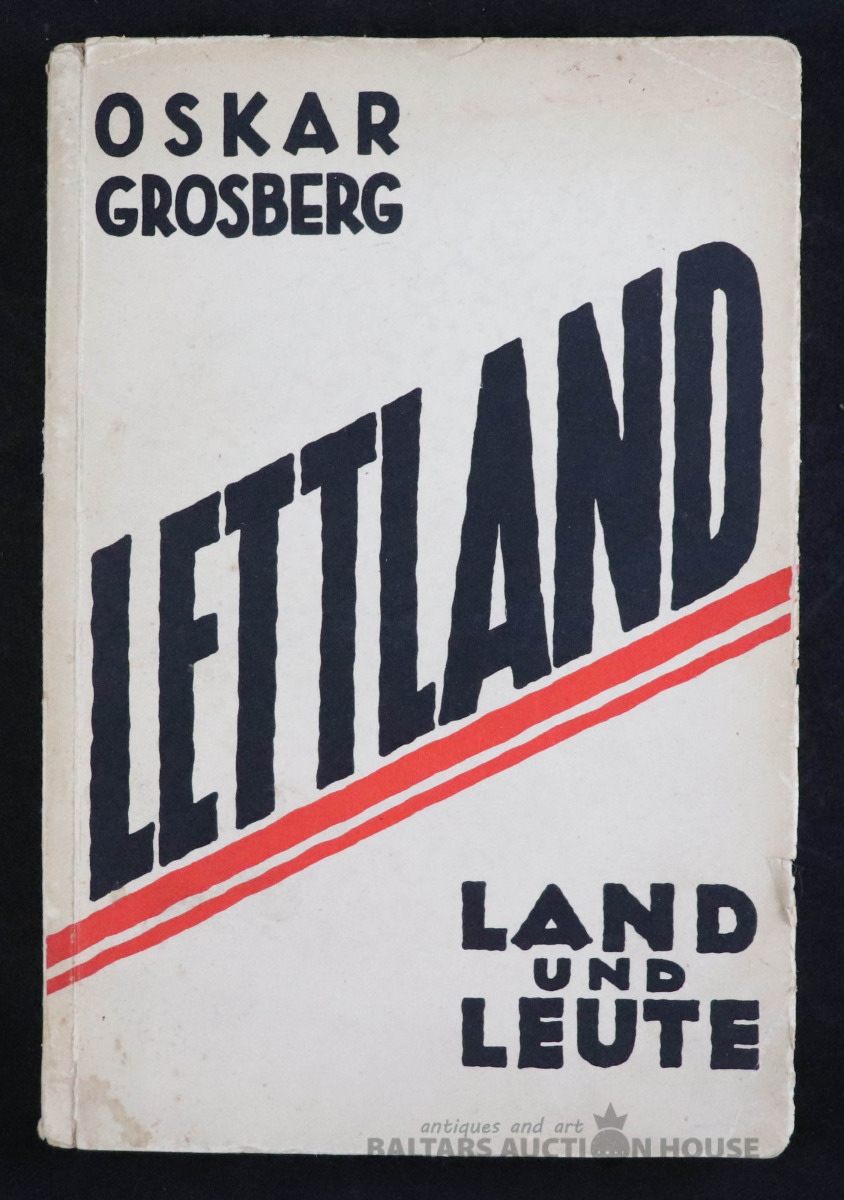 OSKAR
GROSBERG
LETTLAND
LAND
UND
LEUTE
antiques and art
BALTARS AUCTION HOUSE